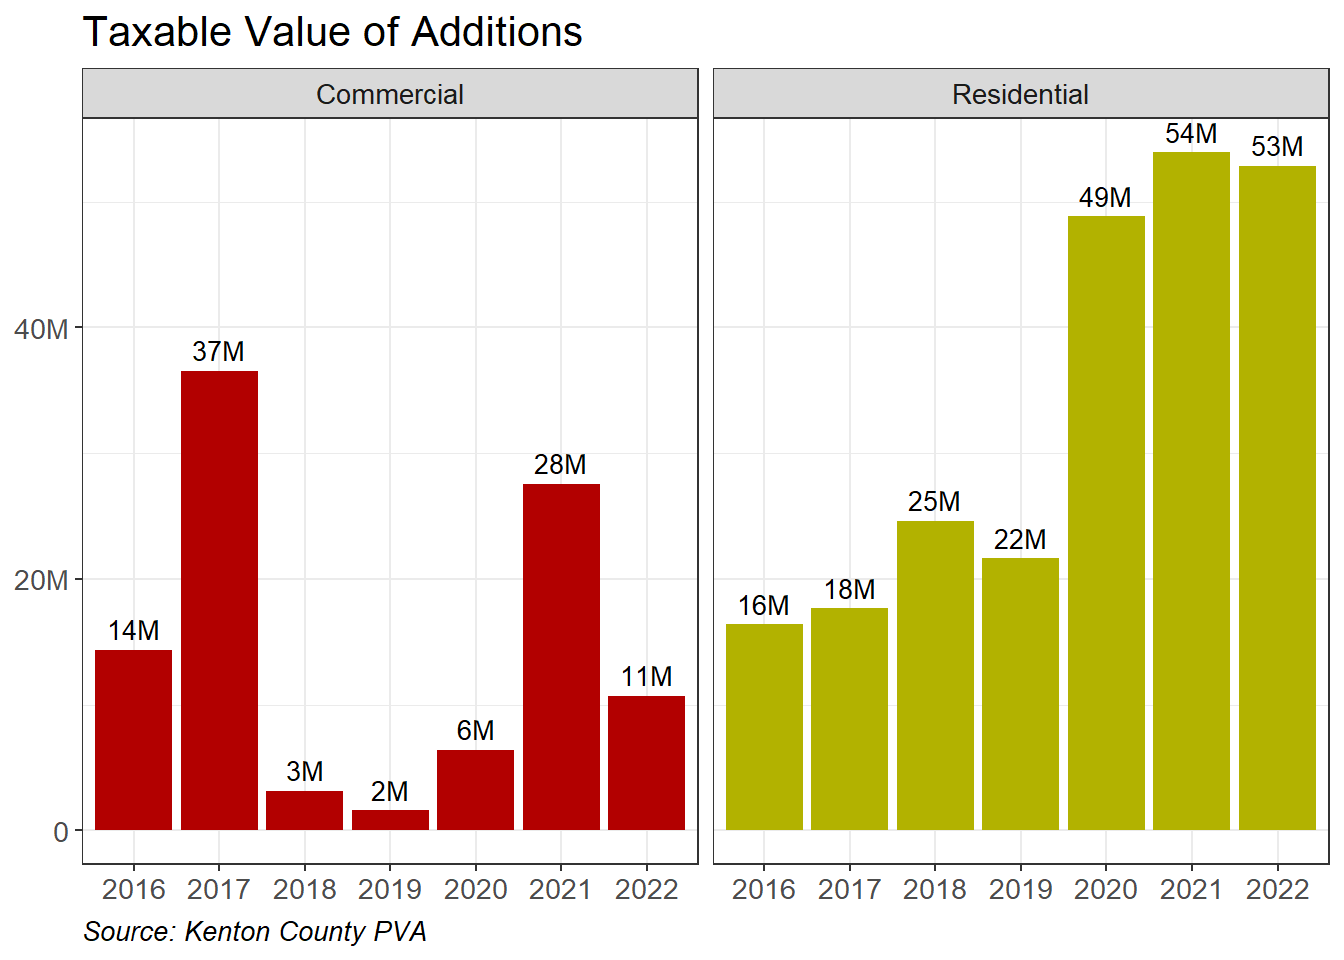 Taxable Value of Additions
Commercial
Residential
40M
20M
0
14M
37M
3M
2M
6M
28M
11M
16M
18M
25M
22M
49M
54M
53M
2016 2017 2018 2019 2020 2021 2022
2016 2017 2018 2019 2020 2021 2022
Source: Kenton County PVA